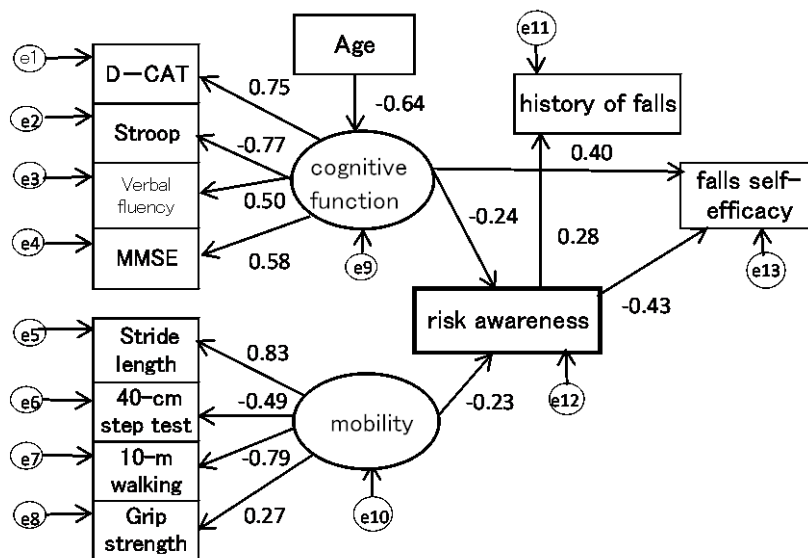 e11
e1
D-CAT
Age
0.75
-0.64
history of falls
e2
Stroop
-0.77
cognitive
function
0.40
e3
Verbal
fluency
0.50
falls self-
efficacy
-0.24
0.28
e4
MMSE
0.58
e9
e13
risk awareness
-0.43
e5
Stride
length
0.83
e12
e6
40-cm
step test
-0.49
mobility
-0.23
e7
10-m
walking
-0.79
e8
Grip
strength
0.27
e10